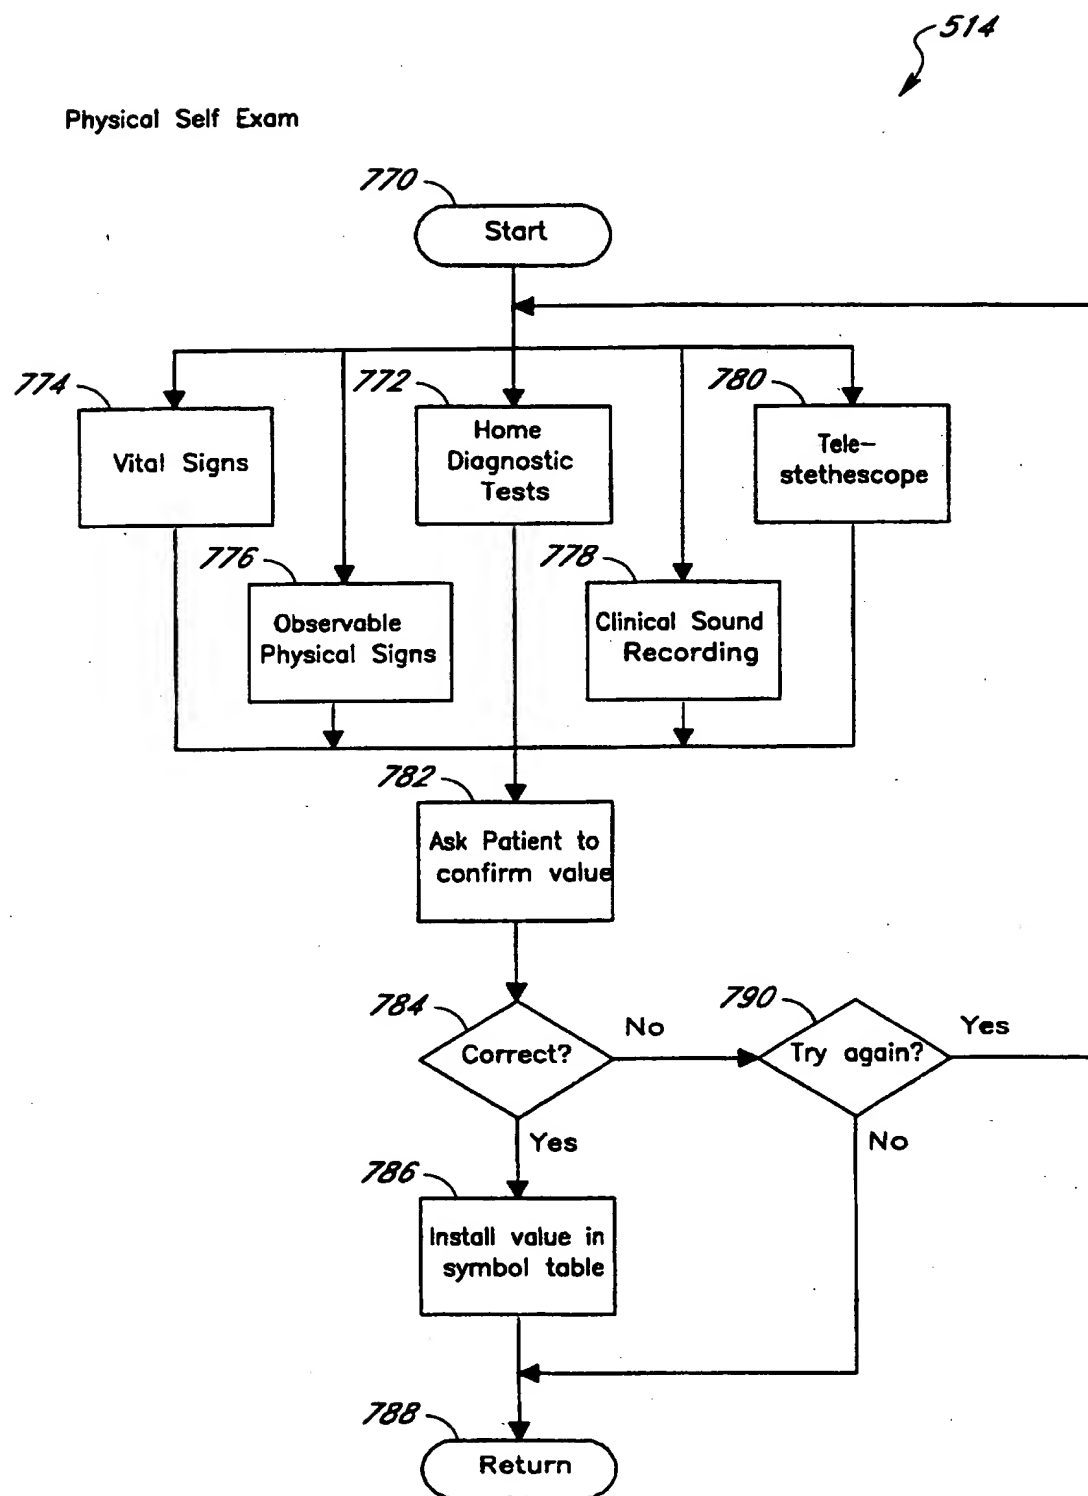 514
Physical Self Exam
770
Start
774
772
780
Vital Signs
Home
Diagnostic
Tests
Tele-
stethescope
776
778
Observable
Physical Signs
Clinical Sound
Recording
782
Ask Patient to
confirm value
784
Correct?
No
790
Try again?
Yes
Yes
No
786
Install value in
symbol table
788
Return